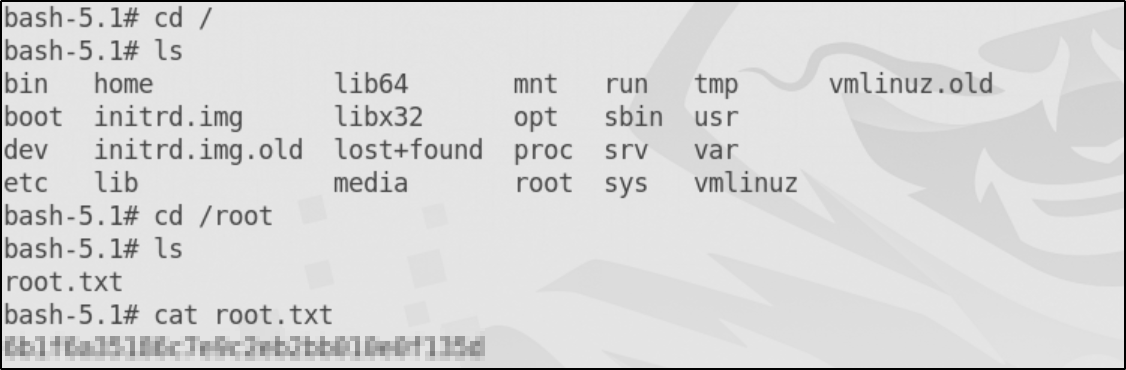 bash-5.1# cd /
bash-5.1# ls
bin home lib64 mnt run tmp vmlinuz.old
boot initrd.img libx32 opt sbin usr
dev initrd.img.old lost+found proc srv var
etc lib media root sys vmlinuz
bash-5.1# cd /root
bash-5.1# ls
root.txt
bash-5.1# cat root.txt